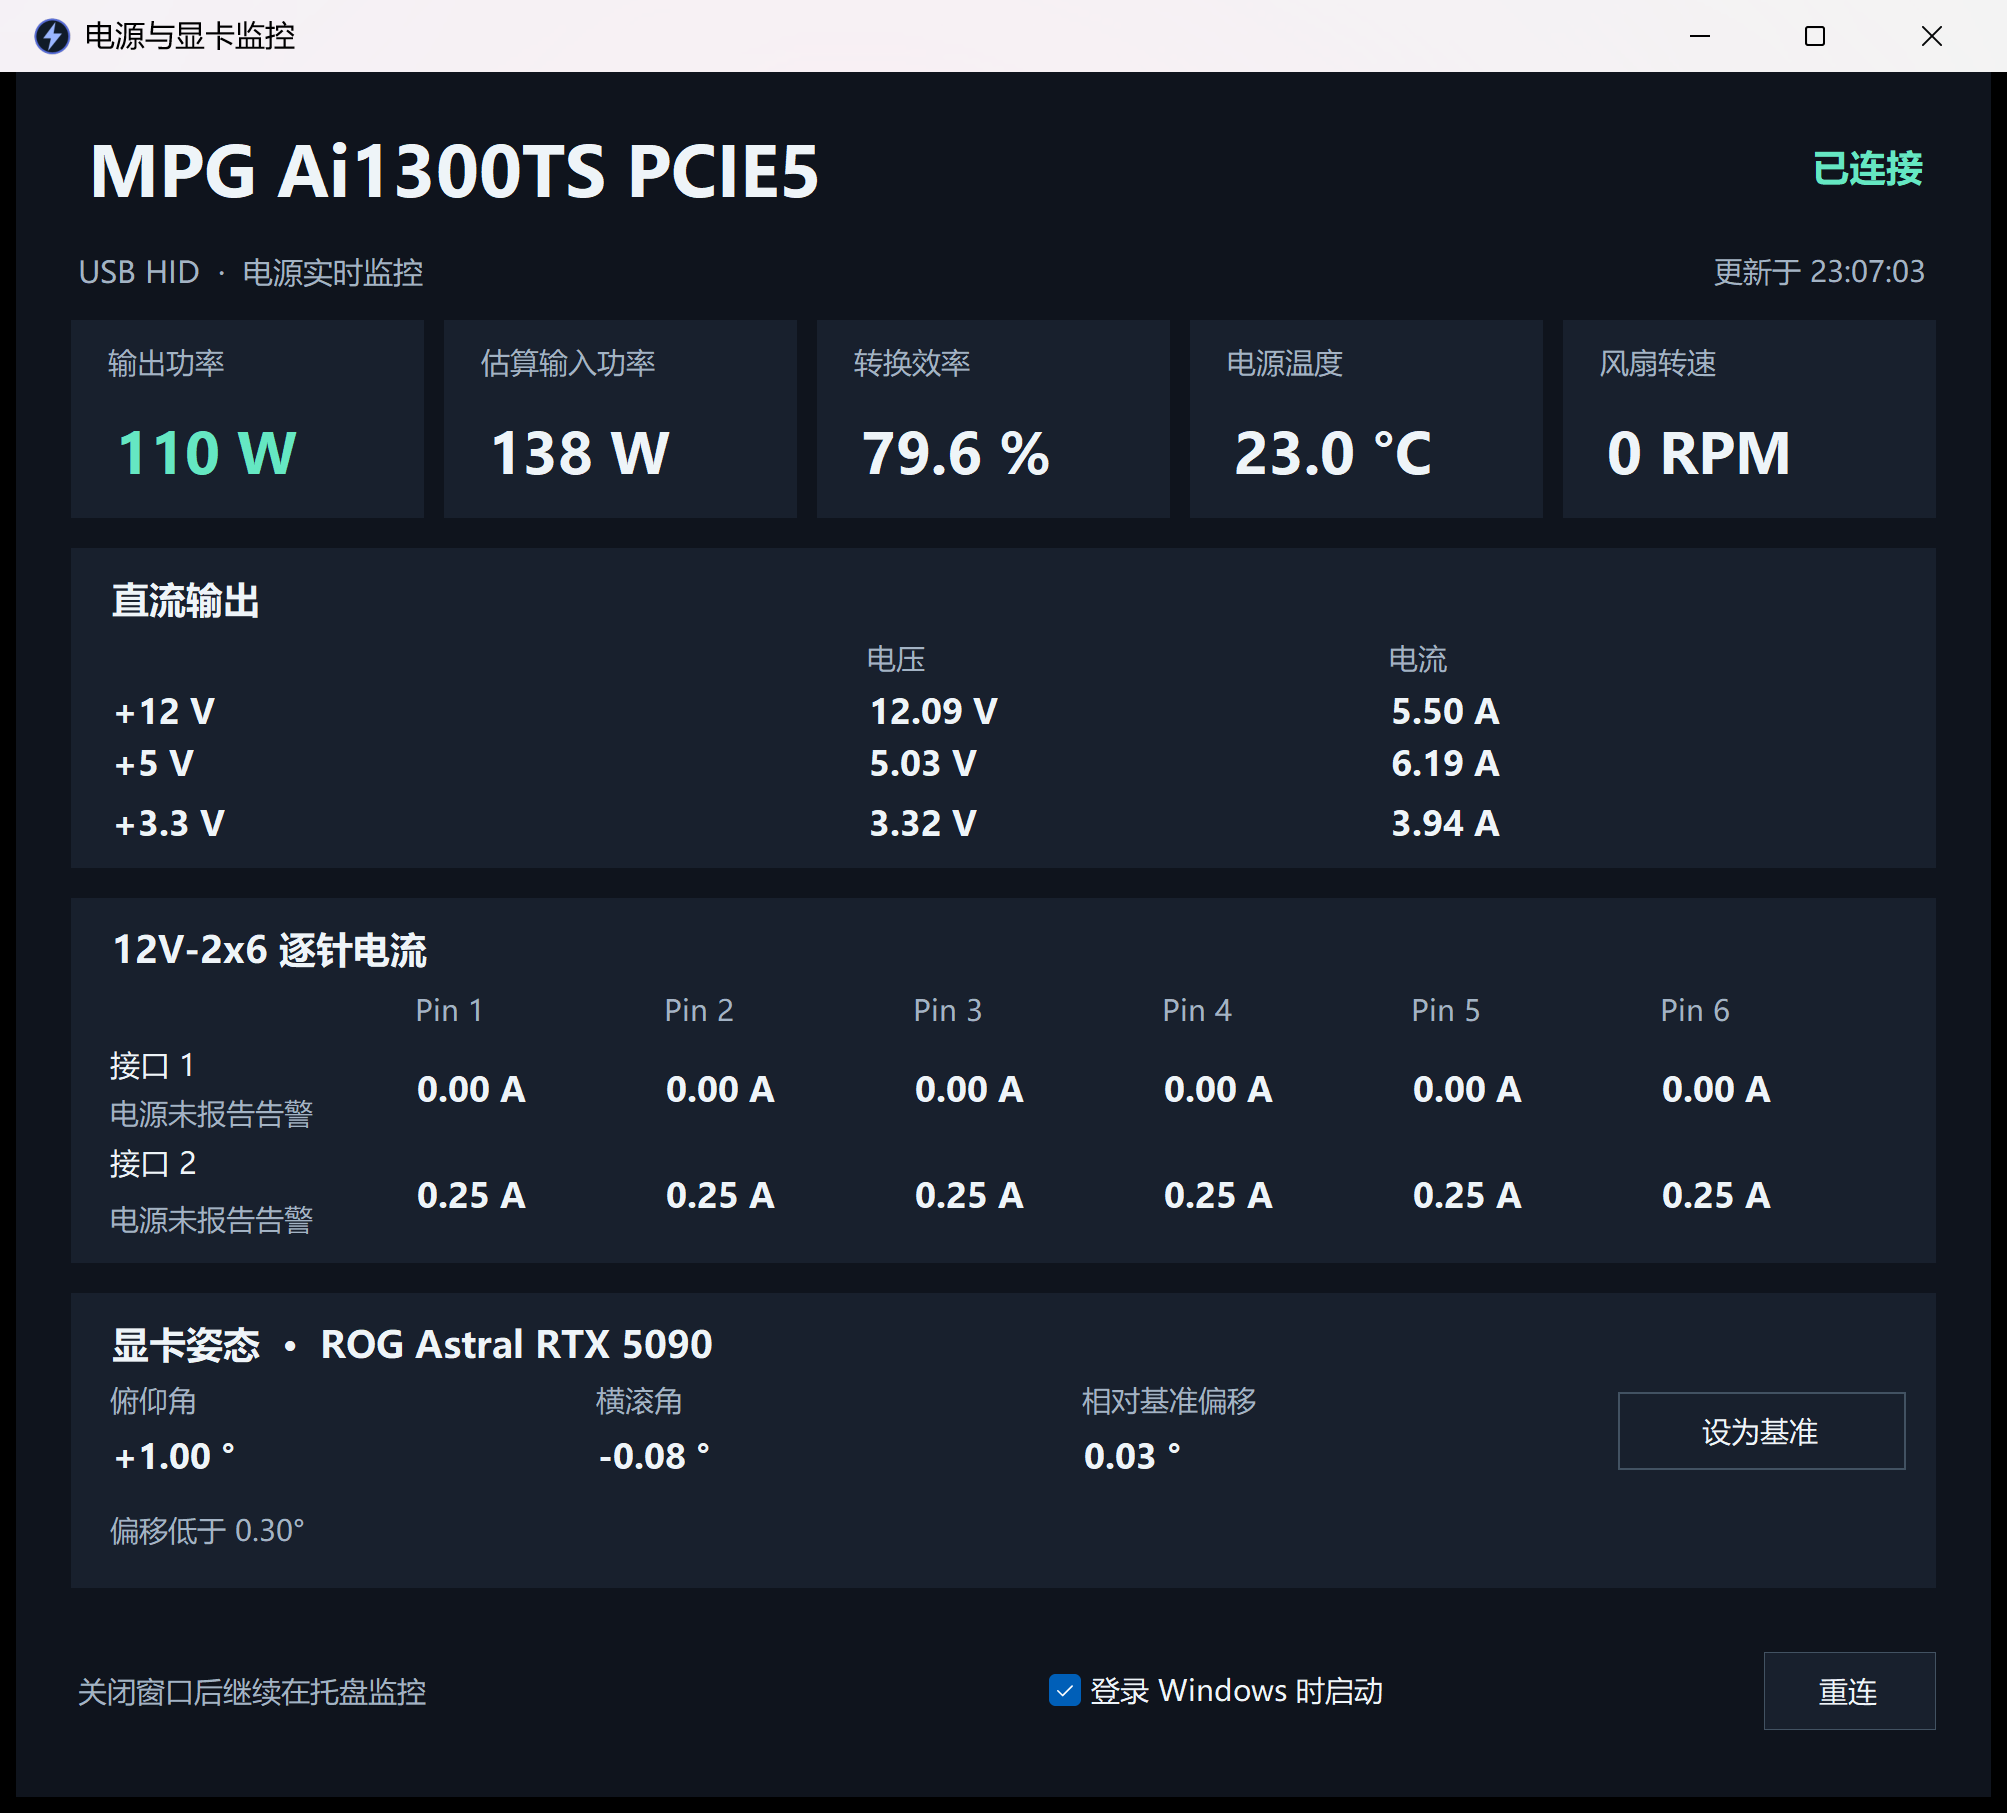 电源与显卡监控
MPG Ai1300TS PCIE5
已连接
USB HID · 电源实时监控
更新于 23:07:03
输出功率 估算输入功率 转换效率 电源温度 风扇转速
110 W 138 W 79.6 % 23.0 °C 0 RPM
直流输出
电压 电流
+12 V 12.09 V 5.50 A
+5 V 5.03 V 6.19 A
+3.3 V 3.32 V 3.94 A
12V-2x6 逐针电流
Pin 1 Pin 2 Pin 3 Pin 4 Pin 5 Pin 6
接口 1
0.00 A 0.00 A 0.00 A 0.00 A 0.00 A 0.00 A
电源未报告告警
接口 2
0.25 A 0.25 A 0.25 A 0.25 A 0.25 A 0.25 A
电源未报告告警
显卡姿态 • ROG Astral RTX 5090
俯仰角 横滚角 相对基准偏移
+1.00 ° -0.08 ° 0.03 °
设为基准
偏移低于 0.30°
关闭窗口后继续在托盘监控
登录 Windows 时启动
重连